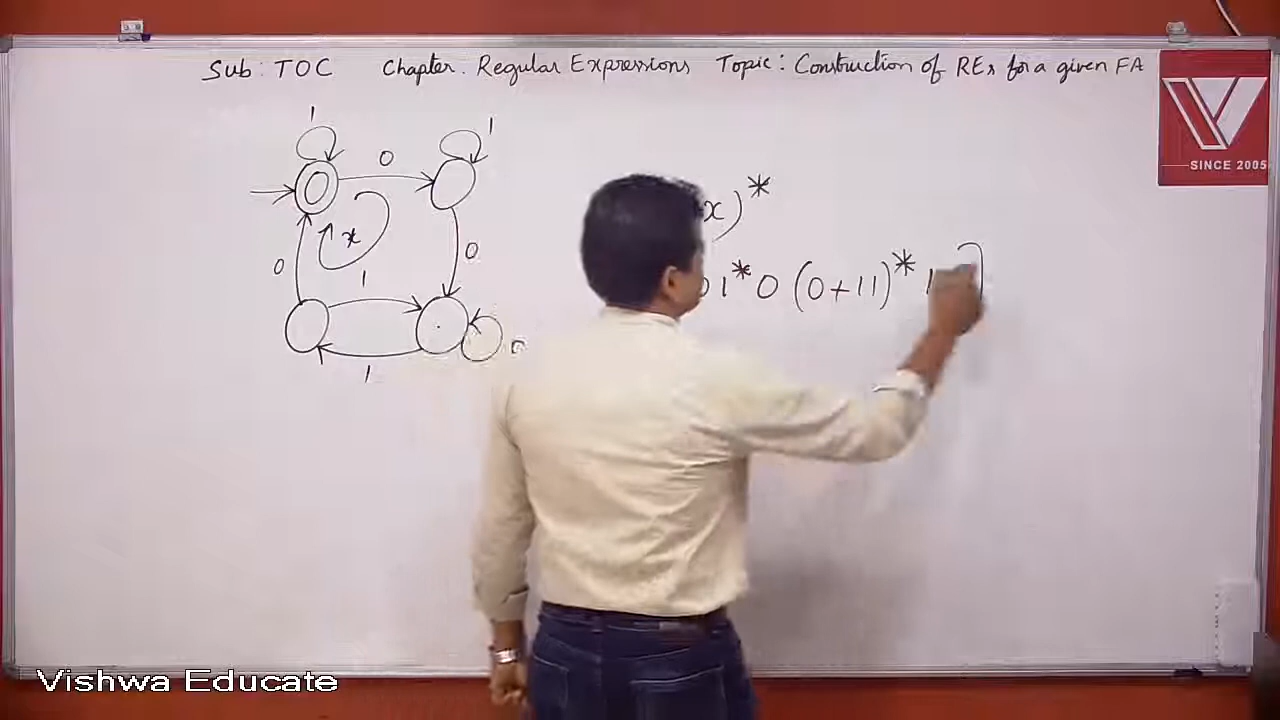 Sub : TOC Chapter. Regular Expressions Topic : Construction of REs for a given FA
SINCE 2005
1
1
0
x)*
x
0
0
1
1* 0 (0+11)* 1
0
1
Vishwa Educate